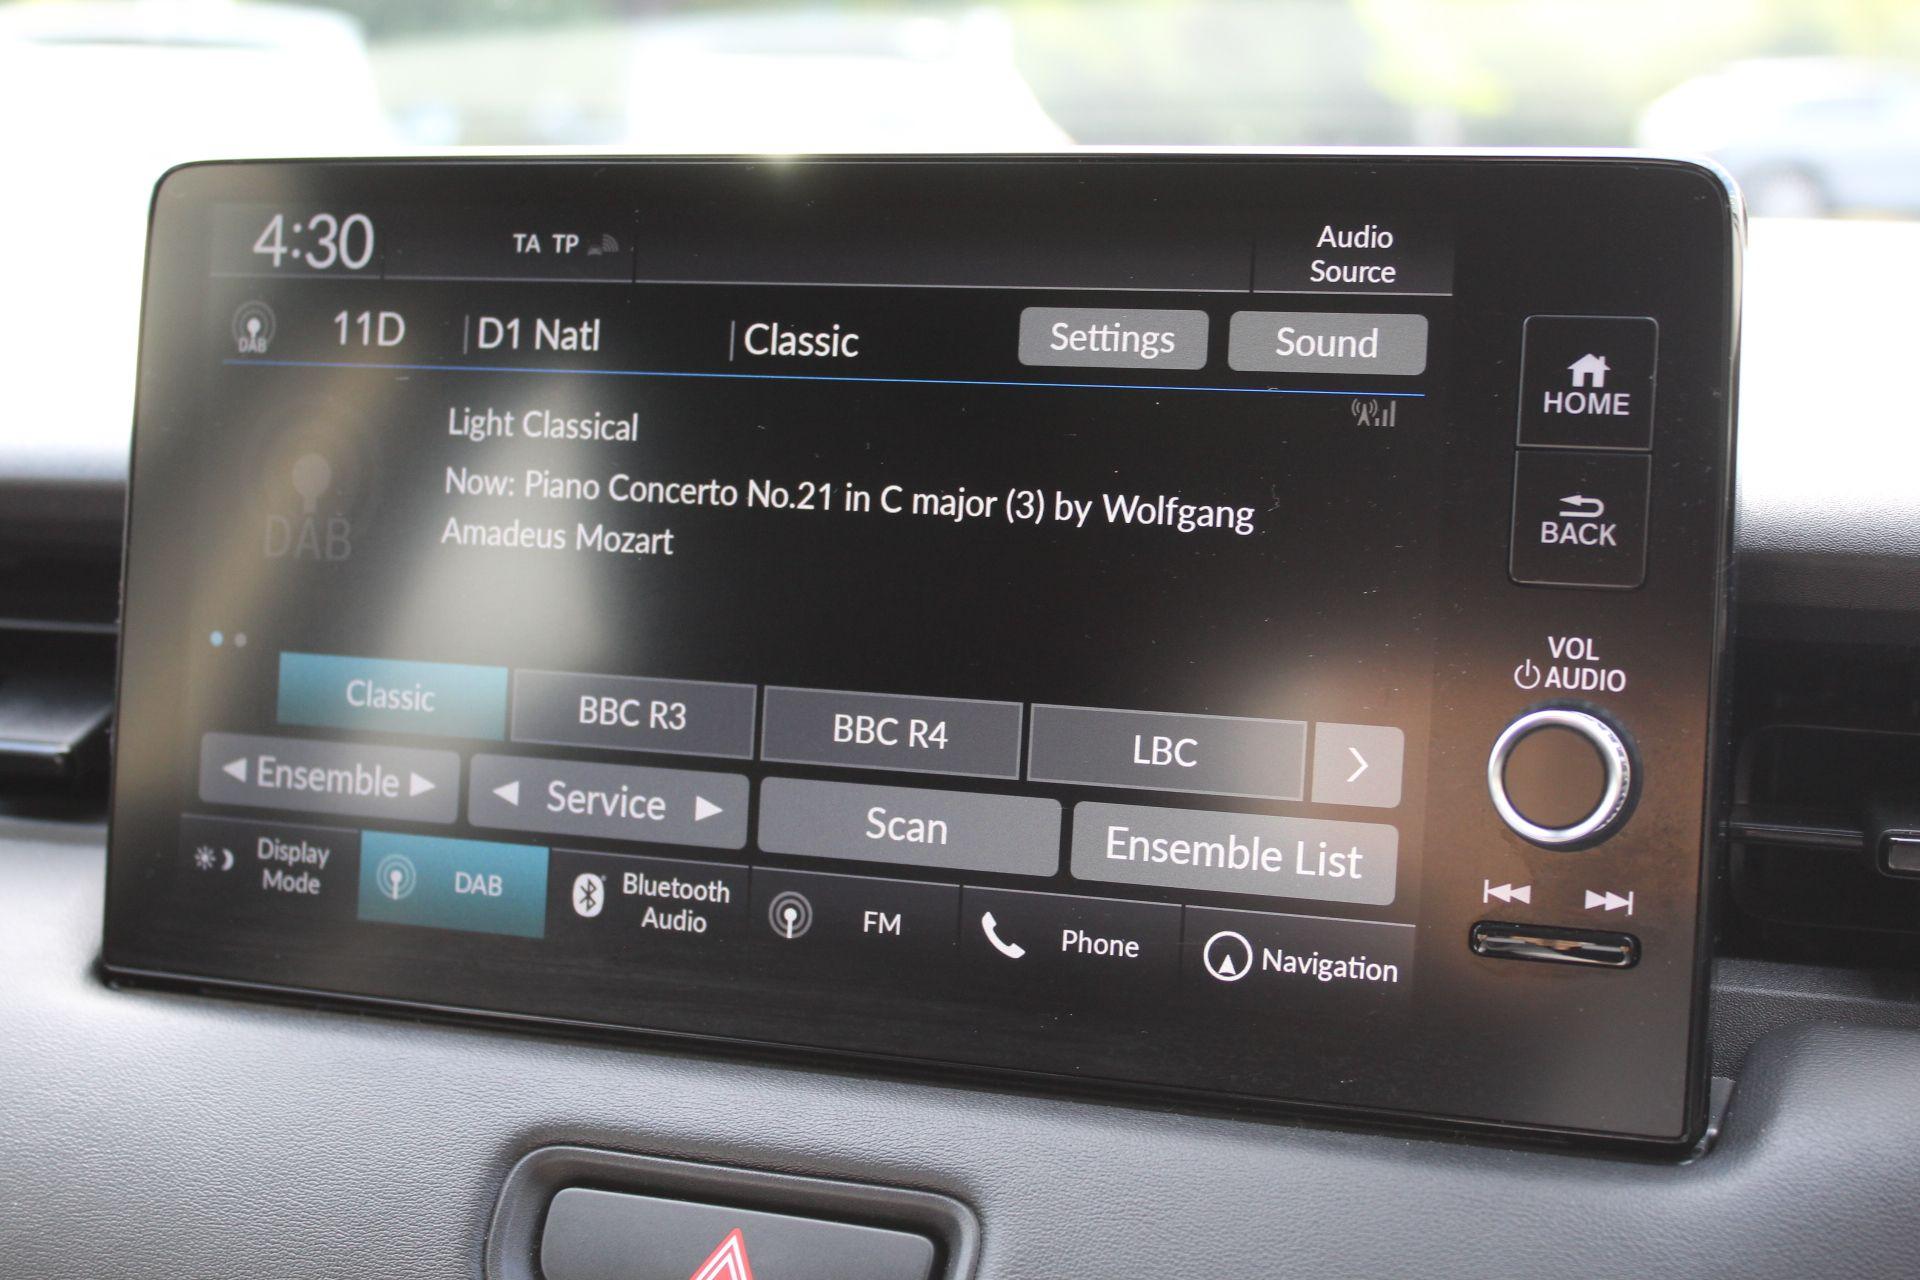 4:30
TA TP
Audio
Source
DAB
11D
D1 Natl
Classic
Settings
Sound
Light Classical
Now: Piano Concerto No.21 in C major (3) by Wolfgang
Amadeus Mozart
DAB
HOME
BACK
VOL
AUDIO
Classic
BBC R3
BBC R4
LBC
Ensemble
Service
Scan
Ensemble List
Display
Mode
DAB
Bluetooth
Audio
FM
Phone
Navigation